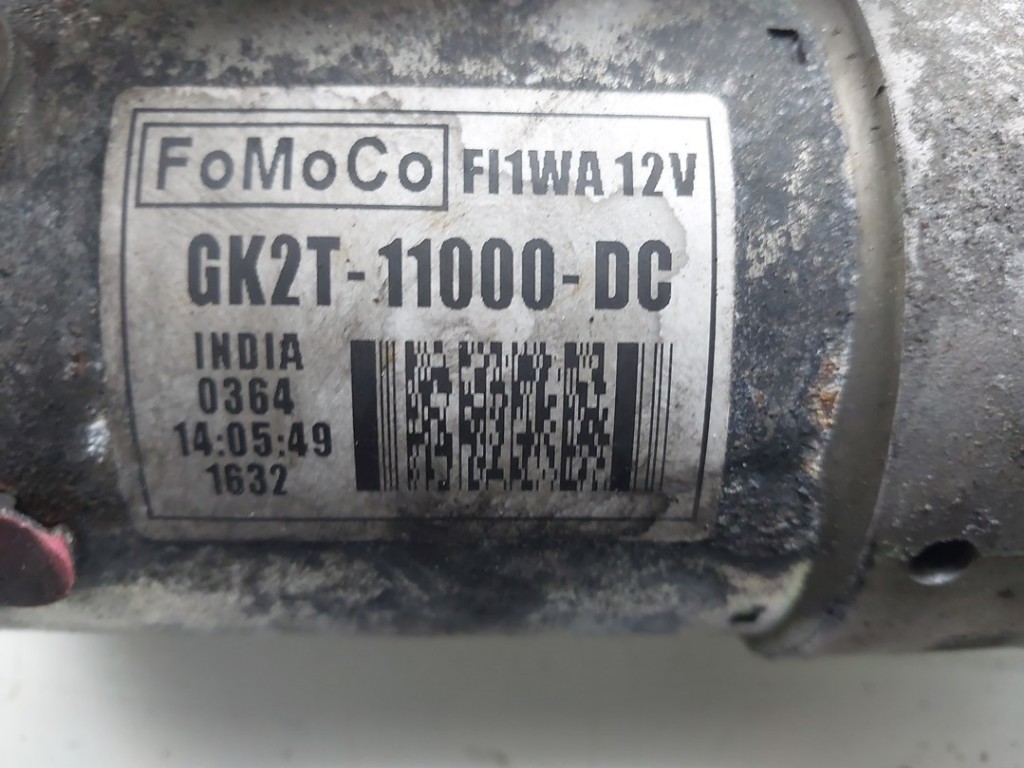 FoMoCo FI1WA 12V
GK2T-11000-DC
INDIA
0364
14:05:49
1632